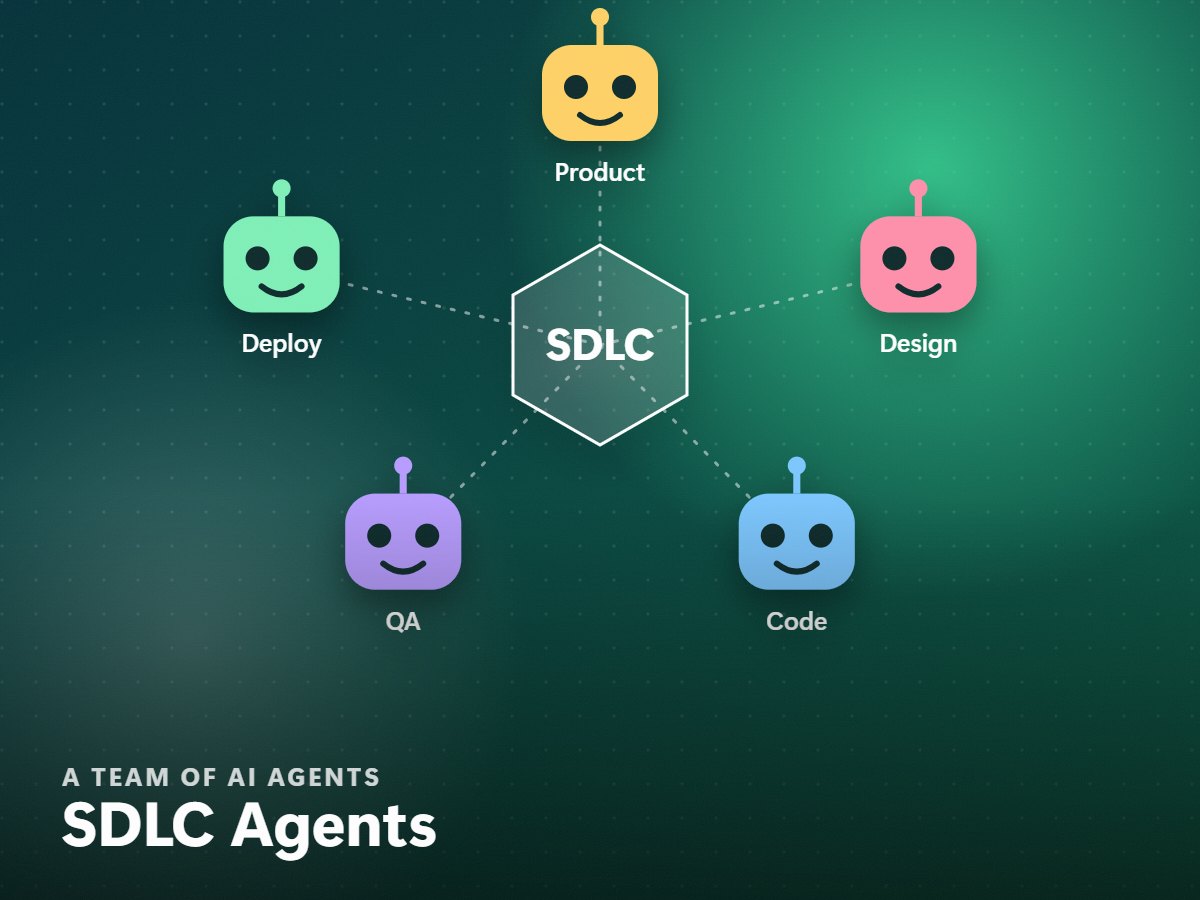 Product
Deploy
Design
SDLC
QA
Code
A TEAM OF AI AGENTS
SDLC Agents